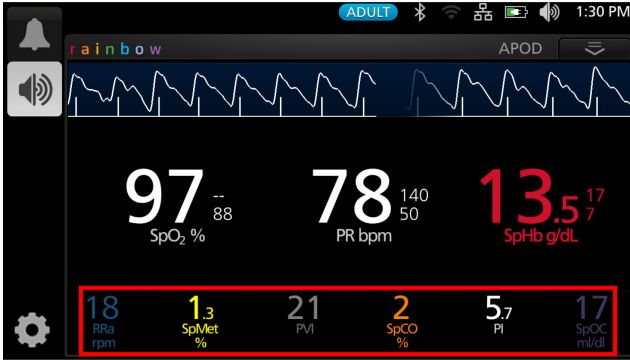 ADULT 1:30 PM
rainbow APOD
97 -- 88 78 140 50 13.5 17 7
SpO₂ % PR bpm SpHb g/dL
18 1.3 21 2 5.7 17
RRa SpMet PVI SpCO PI SpOC
rpm % % ml/dl